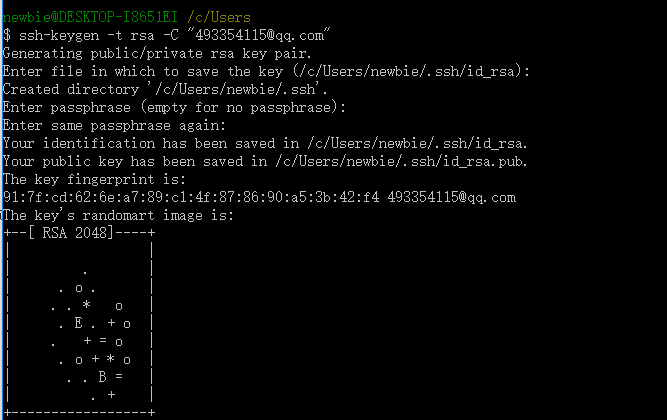 newbie@DESKTOP-I8651EI /c/Users
$ ssh-keygen -t rsa -C "493354115@qq.com"
Generating public/private rsa key pair.
Enter file in which to save the key (/c/Users/newbie/.ssh/id_rsa):
Created directory '/c/Users/newbie/.ssh'.
Enter passphrase (empty for no passphrase):
Enter same passphrase again:
Your identification has been saved in /c/Users/newbie/.ssh/id_rsa.
Your public key has been saved in /c/Users/newbie/.ssh/id_rsa.pub.
The key fingerprint is:
91:7f:cd:62:6e:a7:89:c1:4f:87:86:90:a5:3b:42:f4 493354115@qq.com
The key's randomart image is:
+--[ RSA 2048]----+
|                 |
|        .        |
|     . o .       |
|    . . *   o    |
|     . E . + o   |
|    .   + = o    |
|     . o + * o   |
|      . . B =    |
|         . +     |
+-----------------+